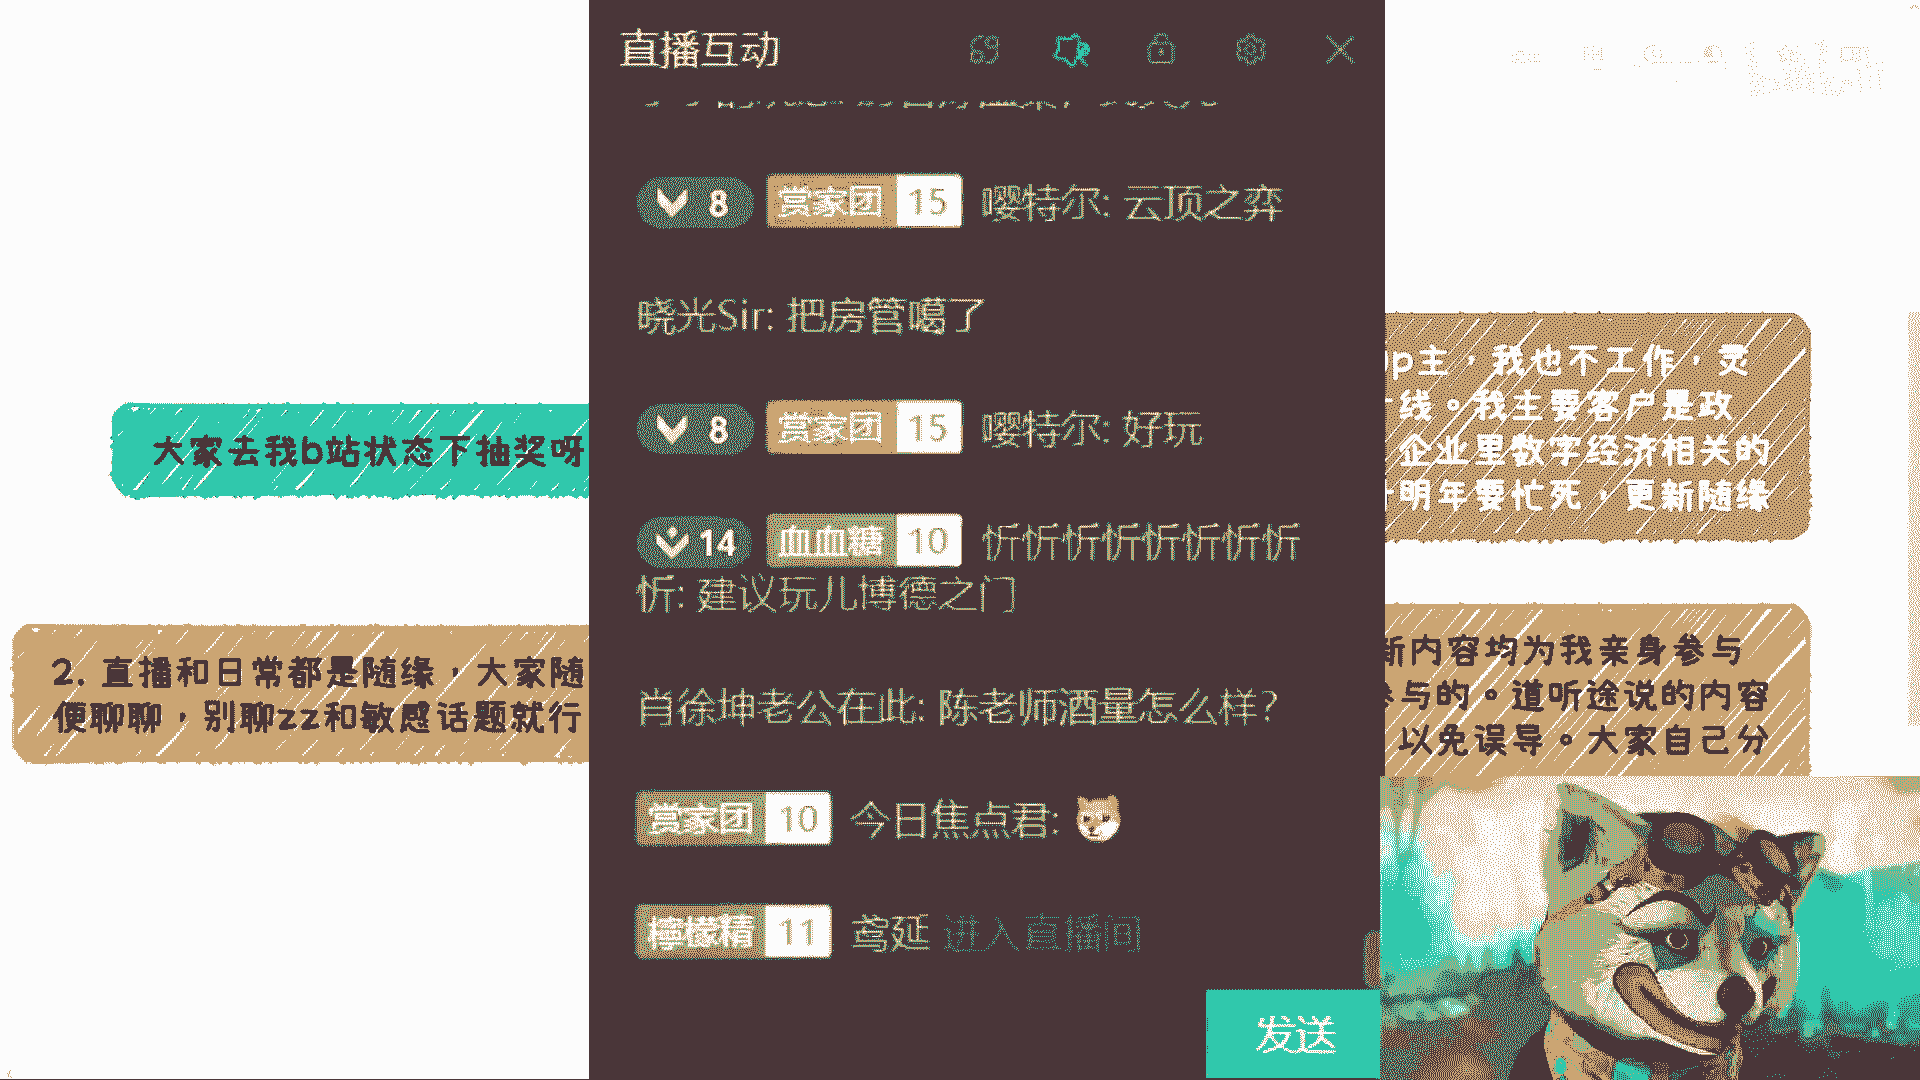 直播互动
8 赏家团 15 嘤特尔: 云顶之弈
晓光Sir: 把房管噶了
8 赏家团 15 嘤特尔: 好玩
14 血血糖 10 忻忻忻忻忻忻忻忻
忻: 建议玩儿博德之门
肖徐坤老公在此: 陈老师酒量怎么样?
赏家团 10 今日焦点君:
檸檬精 11 鸢延 进入直播间
发送
大家去我b站状态下抽奖呀
2. 直播和日常都是随缘，大家随
便聊聊，别聊zz和敏感话题就行
p主，我也不工作，灵
线。我主要客户是政
企业里数字经济相关的
明年要忙死，更新随缘
新内容均为我亲身参与
参与的。道听途说的内容
以免误导。大家自己分